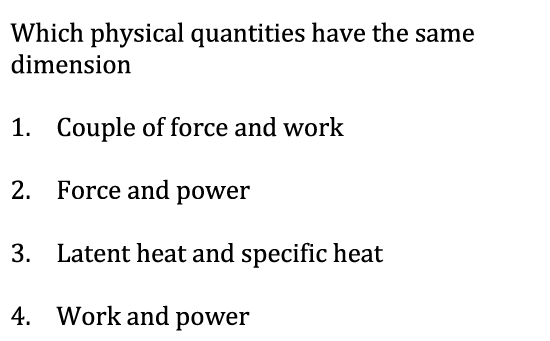 Which physical quantities have the same
dimension
1. Couple of force and work
2. Force and power
3. Latent heat and specific heat
4. Work and power